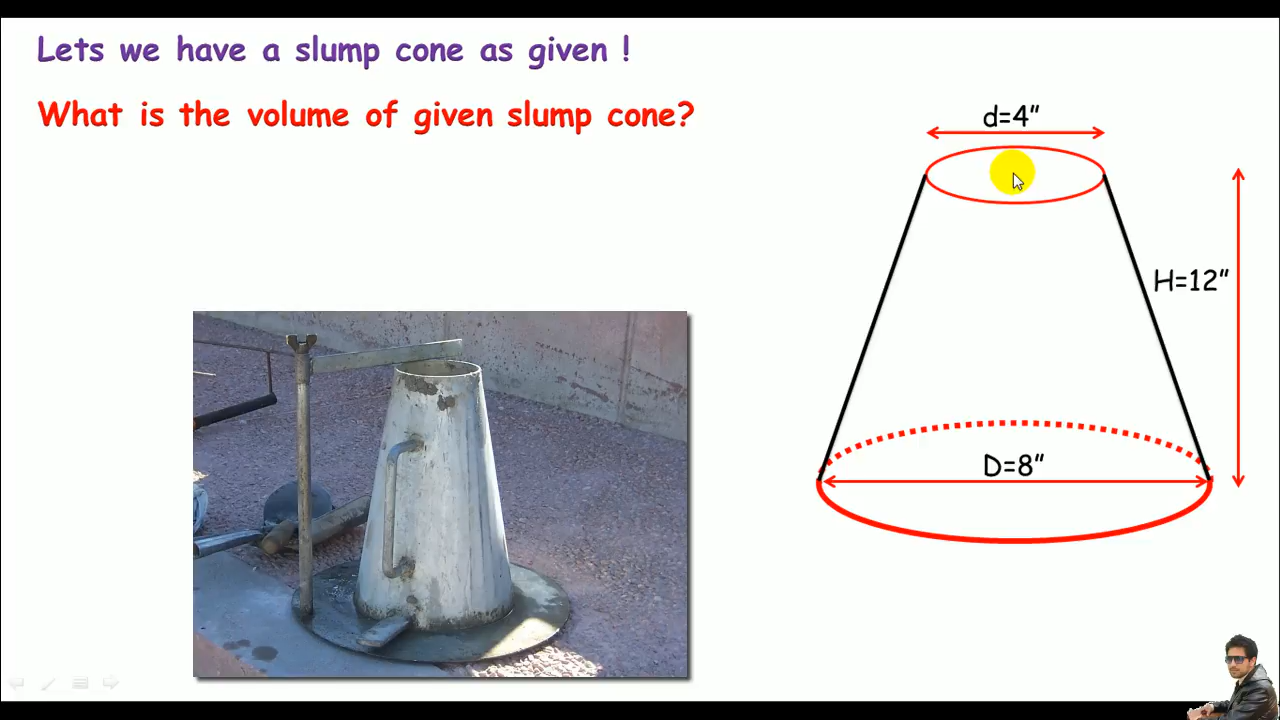 Lets we have a slump cone as given !
What is the volume of given slump cone?
d=4”
H=12”
D=8”